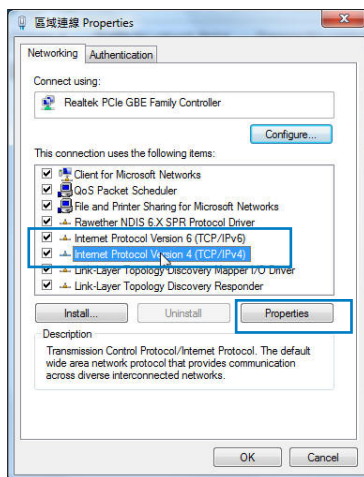 區域連線 Properties
Networking
Authentication
Connect using:
Realtek PCIe GBE Family Controller
Configure...
This connection uses the following items:
Client for Microsoft Networks
QoS Packet Scheduler
File and Printer Sharing for Microsoft Networks
Rawether NDIS 6.X SPR Protocol Driver
Internet Protocol Version 6 (TCP/IPv6)
Internet Protocol Version 4 (TCP/IPv4)
Link-Layer Topology Discovery Mapper I/O Driver
Link-Layer Topology Discovery Responder
Install...
Uninstall
Properties
Description
Transmission Control Protocol/Internet Protocol. The default
wide area network protocol that provides communication
across diverse interconnected networks.
OK
Cancel